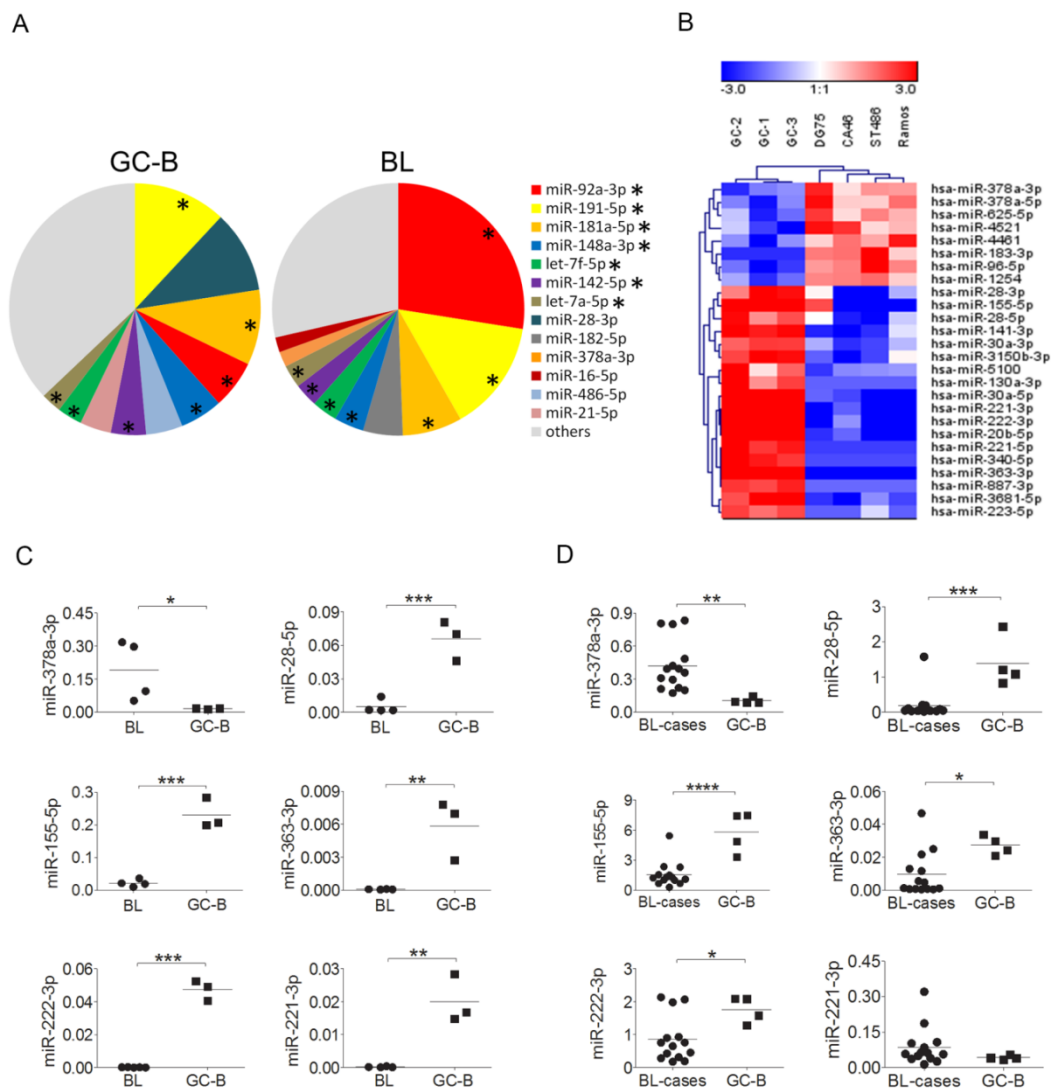 A
GC-B
BL
miR-92a-3p *
miR-191-5p *
miR-181a-5p *
miR-148a-3p *
let-7f-5p *
miR-142-5p *
let-7a-5p *
miR-28-3p
miR-182-5p
miR-378a-3p
miR-16-5p
miR-486-5p
miR-21-5p
others
B
-3.0 1:1 3.0
GC-2 GC-1 GC-3 DG75 CA46 ST486 Ramos
hsa-miR-378a-3p
hsa-miR-378a-5p
hsa-miR-625-5p
hsa-miR-4521
hsa-miR-4461
hsa-miR-183-3p
hsa-miR-96-5p
hsa-miR-1254
hsa-miR-28-3p
hsa-miR-155-5p
hsa-miR-28-5p
hsa-miR-141-3p
hsa-miR-30a-3p
hsa-miR-3150b-3p
hsa-miR-5100
hsa-miR-130a-3p
hsa-miR-30a-5p
hsa-miR-221-3p
hsa-miR-222-3p
hsa-miR-20b-5p
hsa-miR-221-5p
hsa-miR-340-5p
hsa-miR-363-3p
hsa-miR-887-3p
hsa-miR-3681-5p
hsa-miR-223-5p
C
miR-378a-3p
0.45
0.30
0.15
0.00
*
BL GC-B
miR-28-5p
0.09
0.06
0.03
0.00
***
BL GC-B
miR-155-5p
0.3
0.2
0.1
0.0
***
BL GC-B
miR-363-3p
0.009
0.006
0.003
0.000
**
BL GC-B
miR-222-3p
0.06
0.04
0.02
0.00
***
BL GC-B
miR-221-3p
0.03
0.02
0.01
0.00
**
BL GC-B
D
miR-378a-3p
0.9
0.6
0.3
0.0
**
BL-cases GC-B
miR-28-5p
3
2
1
0
***
BL-cases GC-B
miR-155-5p
9
6
3
0
****
BL-cases GC-B
miR-363-3p
0.06
0.04
0.02
0.00
*
BL-cases GC-B
miR-222-3p
3
2
1
0
*
BL-cases GC-B
miR-221-3p
0.45
0.30
0.15
0.00
BL-cases GC-B